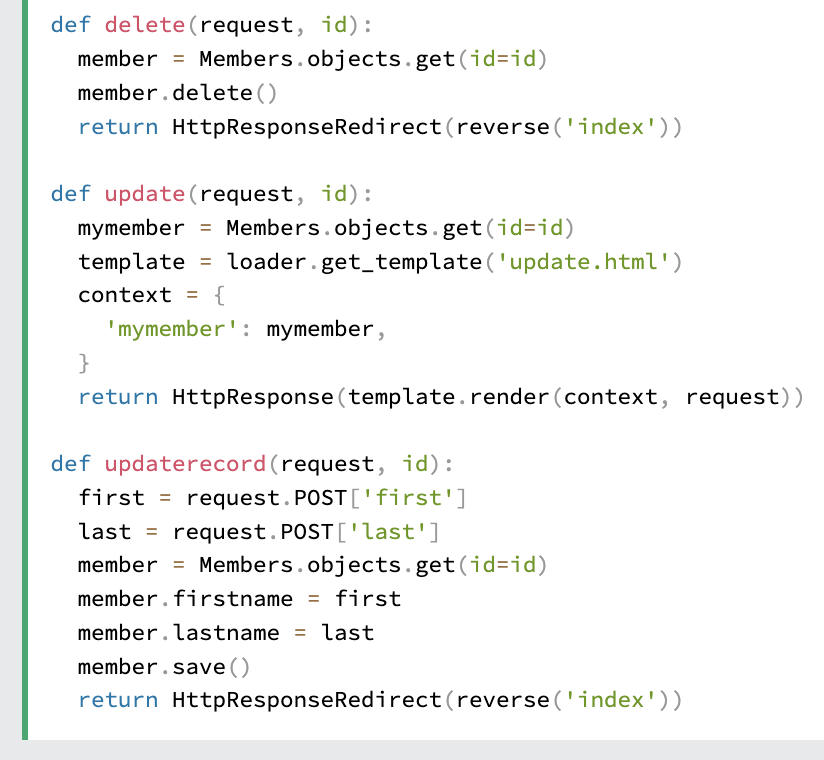 def delete(request, id):
  member = Members.objects.get(id=id)
  member.delete()
  return HttpResponseRedirect(reverse('index'))

def update(request, id):
  mymember = Members.objects.get(id=id)
  template = loader.get_template('update.html')
  context = {
    'mymember': mymember,
  }
  return HttpResponse(template.render(context, request))

def updaterecord(request, id):
  first = request.POST['first']
  last = request.POST['last']
  member = Members.objects.get(id=id)
  member.firstname = first
  member.lastname = last
  member.save()
  return HttpResponseRedirect(reverse('index'))